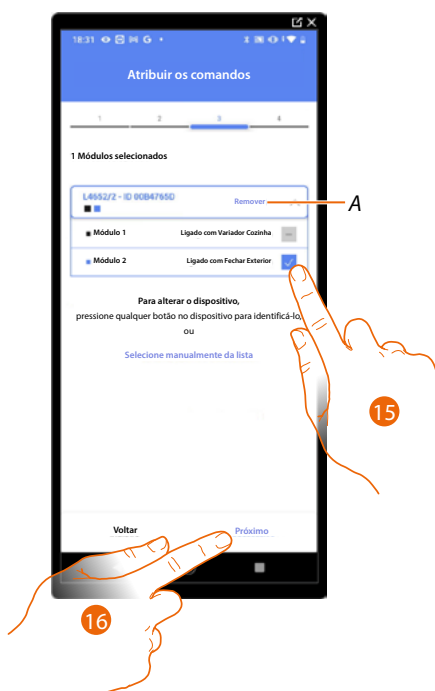 18:31
Atribuir os comandos
1 2 3 4
1 Módulos selecionados
L4652/2 - ID 00B4765D
Remover
A
Módulo 1 Ligado com Variador Cozinha
Módulo 2 Ligado com Fechar Exterior
Para alterar o dispositivo,
pressione qualquer botão no dispositivo para identificá-lo,
ou
Selecione manualmente da lista
15
Voltar Próximo
16